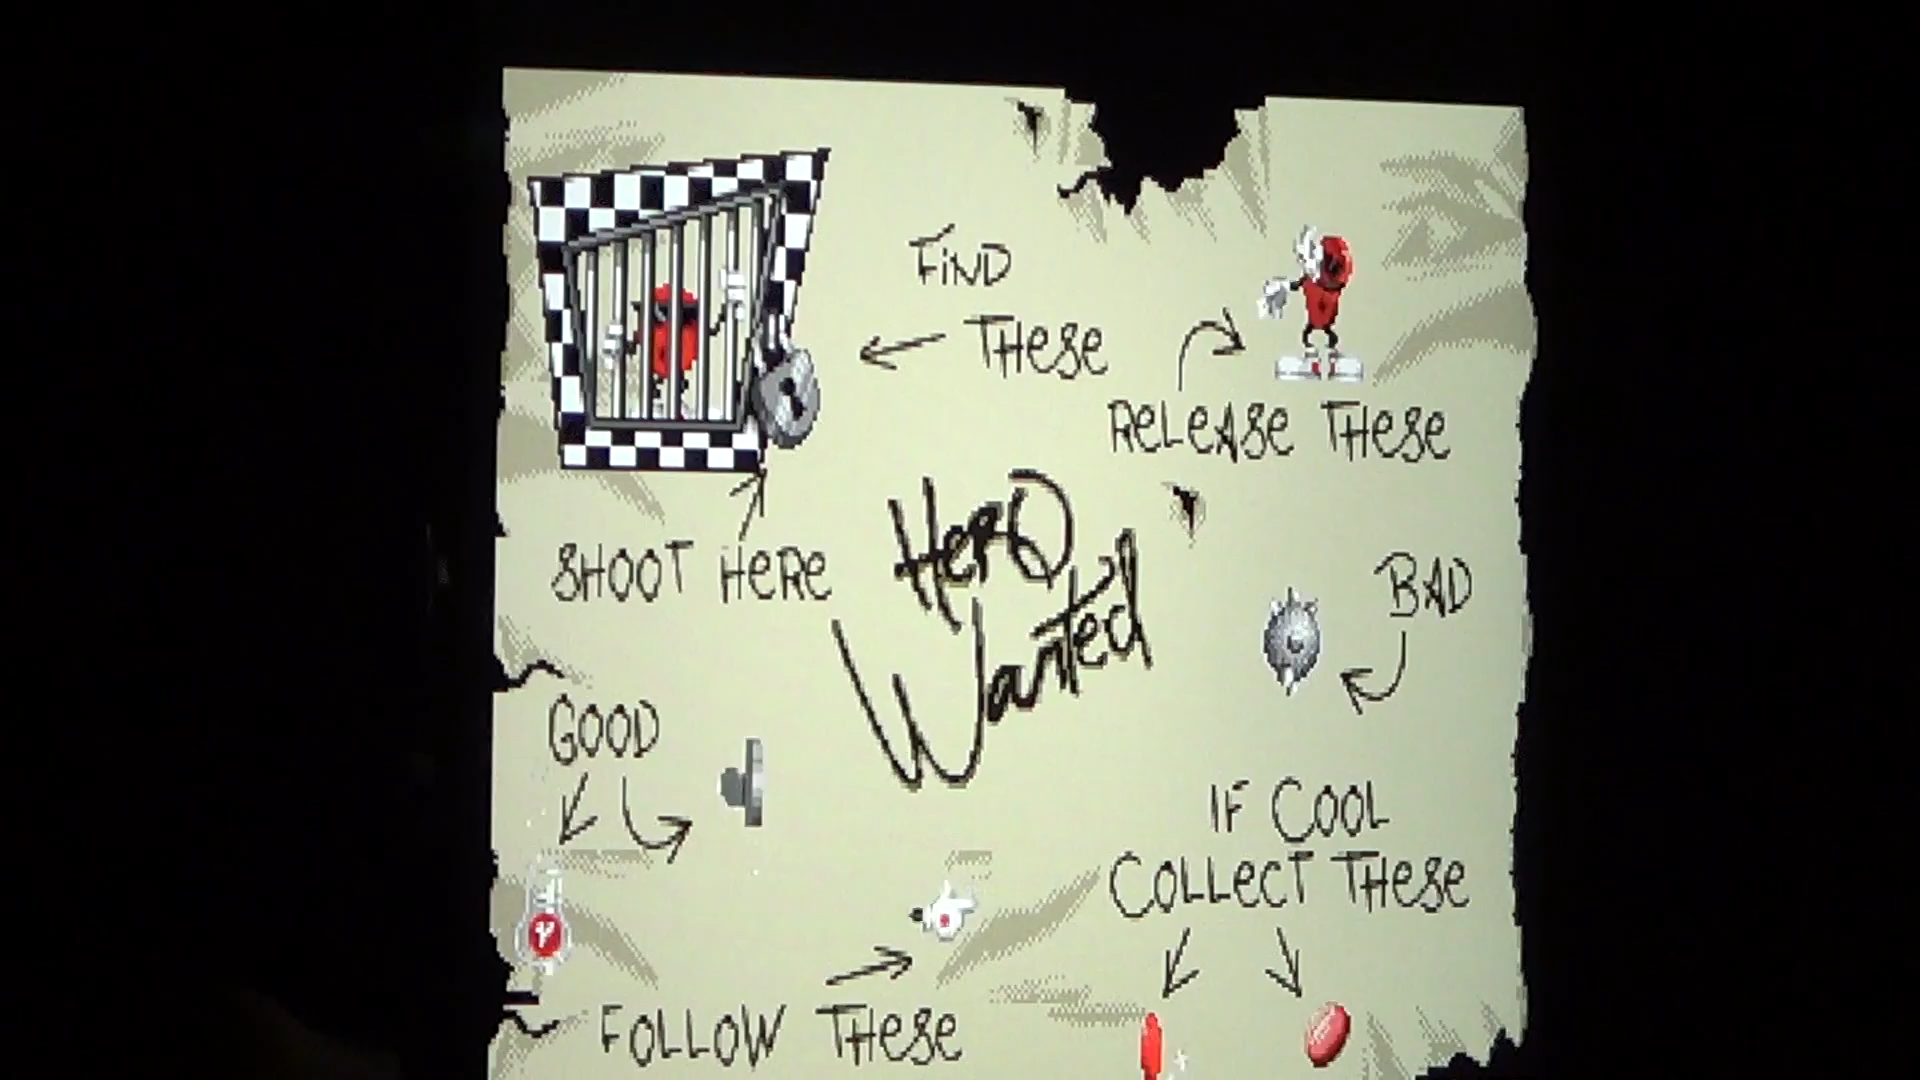 FIND
THESE
RELEASE THESE
SHOOT HERE
Hero
Wanted
BAD
GOOD
IF COOL
COLLECT THESE
FOLLOW THESE